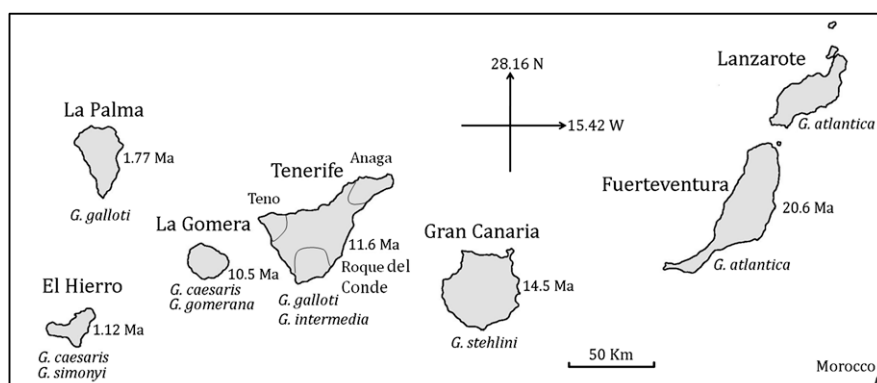 Lanzarote
G. atlantica
28.16 N
15.42 W
La Palma
1.77 Ma
G. galloti
Tenerife
Anaga
Teno
11.6 Ma
Roque del
Conde
G. galloti
G. intermedia
La Gomera
10.5 Ma
G. caesaris
G. gomerana
El Hierro
1.12 Ma
G. caesaris
G. simonyi
Gran Canaria
14.5 Ma
G. stehlini
Fuerteventura
20.6 Ma
G. atlantica
50 Km
Morocco